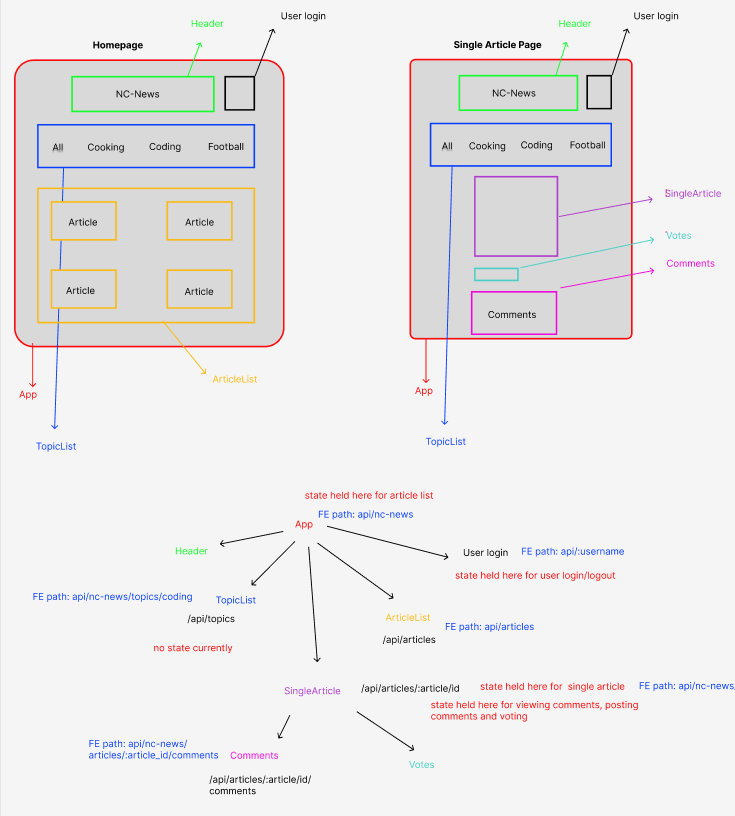 Homepage
Header
User login
NC-News
All
Cooking
Coding
Football
Article
Article
Article
Article
ArticleList
App
TopicList
Single Article Page
Header
User login
NC-News
All
Cooking
Coding
Football
SingleArticle
Votes
Comments
Comments
App
TopicList
state held here for article list
FE path: api/nc-news
App
Header
User login
FE path: api/:username
state held here for user login/logout
FE path: api/nc-news/topics/coding
TopicList
/api/topics
no state currently
ArticleList
/api/articles
FE path: api/articles
SingleArticle
/api/articles/:article/id
state held here for single article
FE path: api/nc-news/
state held here for viewing comments, posting
comments and voting
FE path: api/nc-news/
articles/:article_id/comments
Comments
/api/articles/:article/id/
comments
Votes